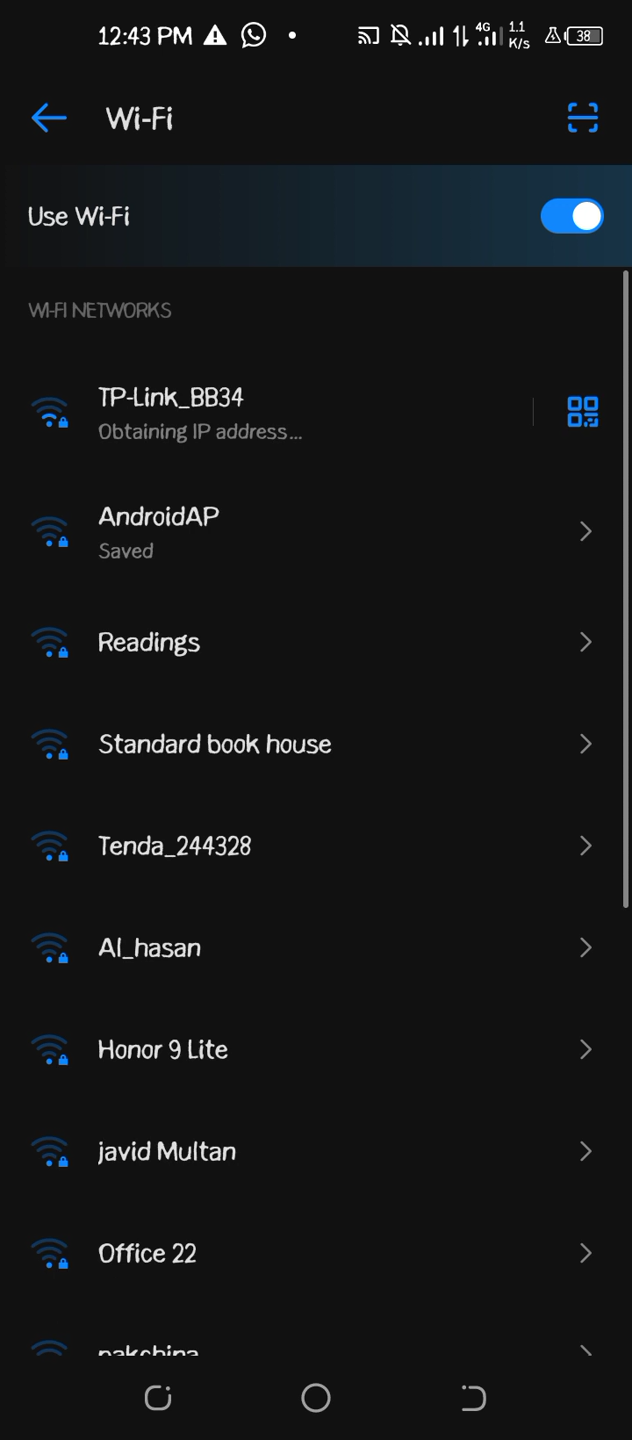 12:43 PM
4G 1.1 K/s 38
Wi-Fi
Use Wi-Fi
WI-FI NETWORKS
TP-Link_BB34
Obtaining IP address...
AndroidAP
Saved
Readings
Standard book house
Tenda_244328
Al_hasan
Honor 9 Lite
javid Multan
Office 22
pakchina